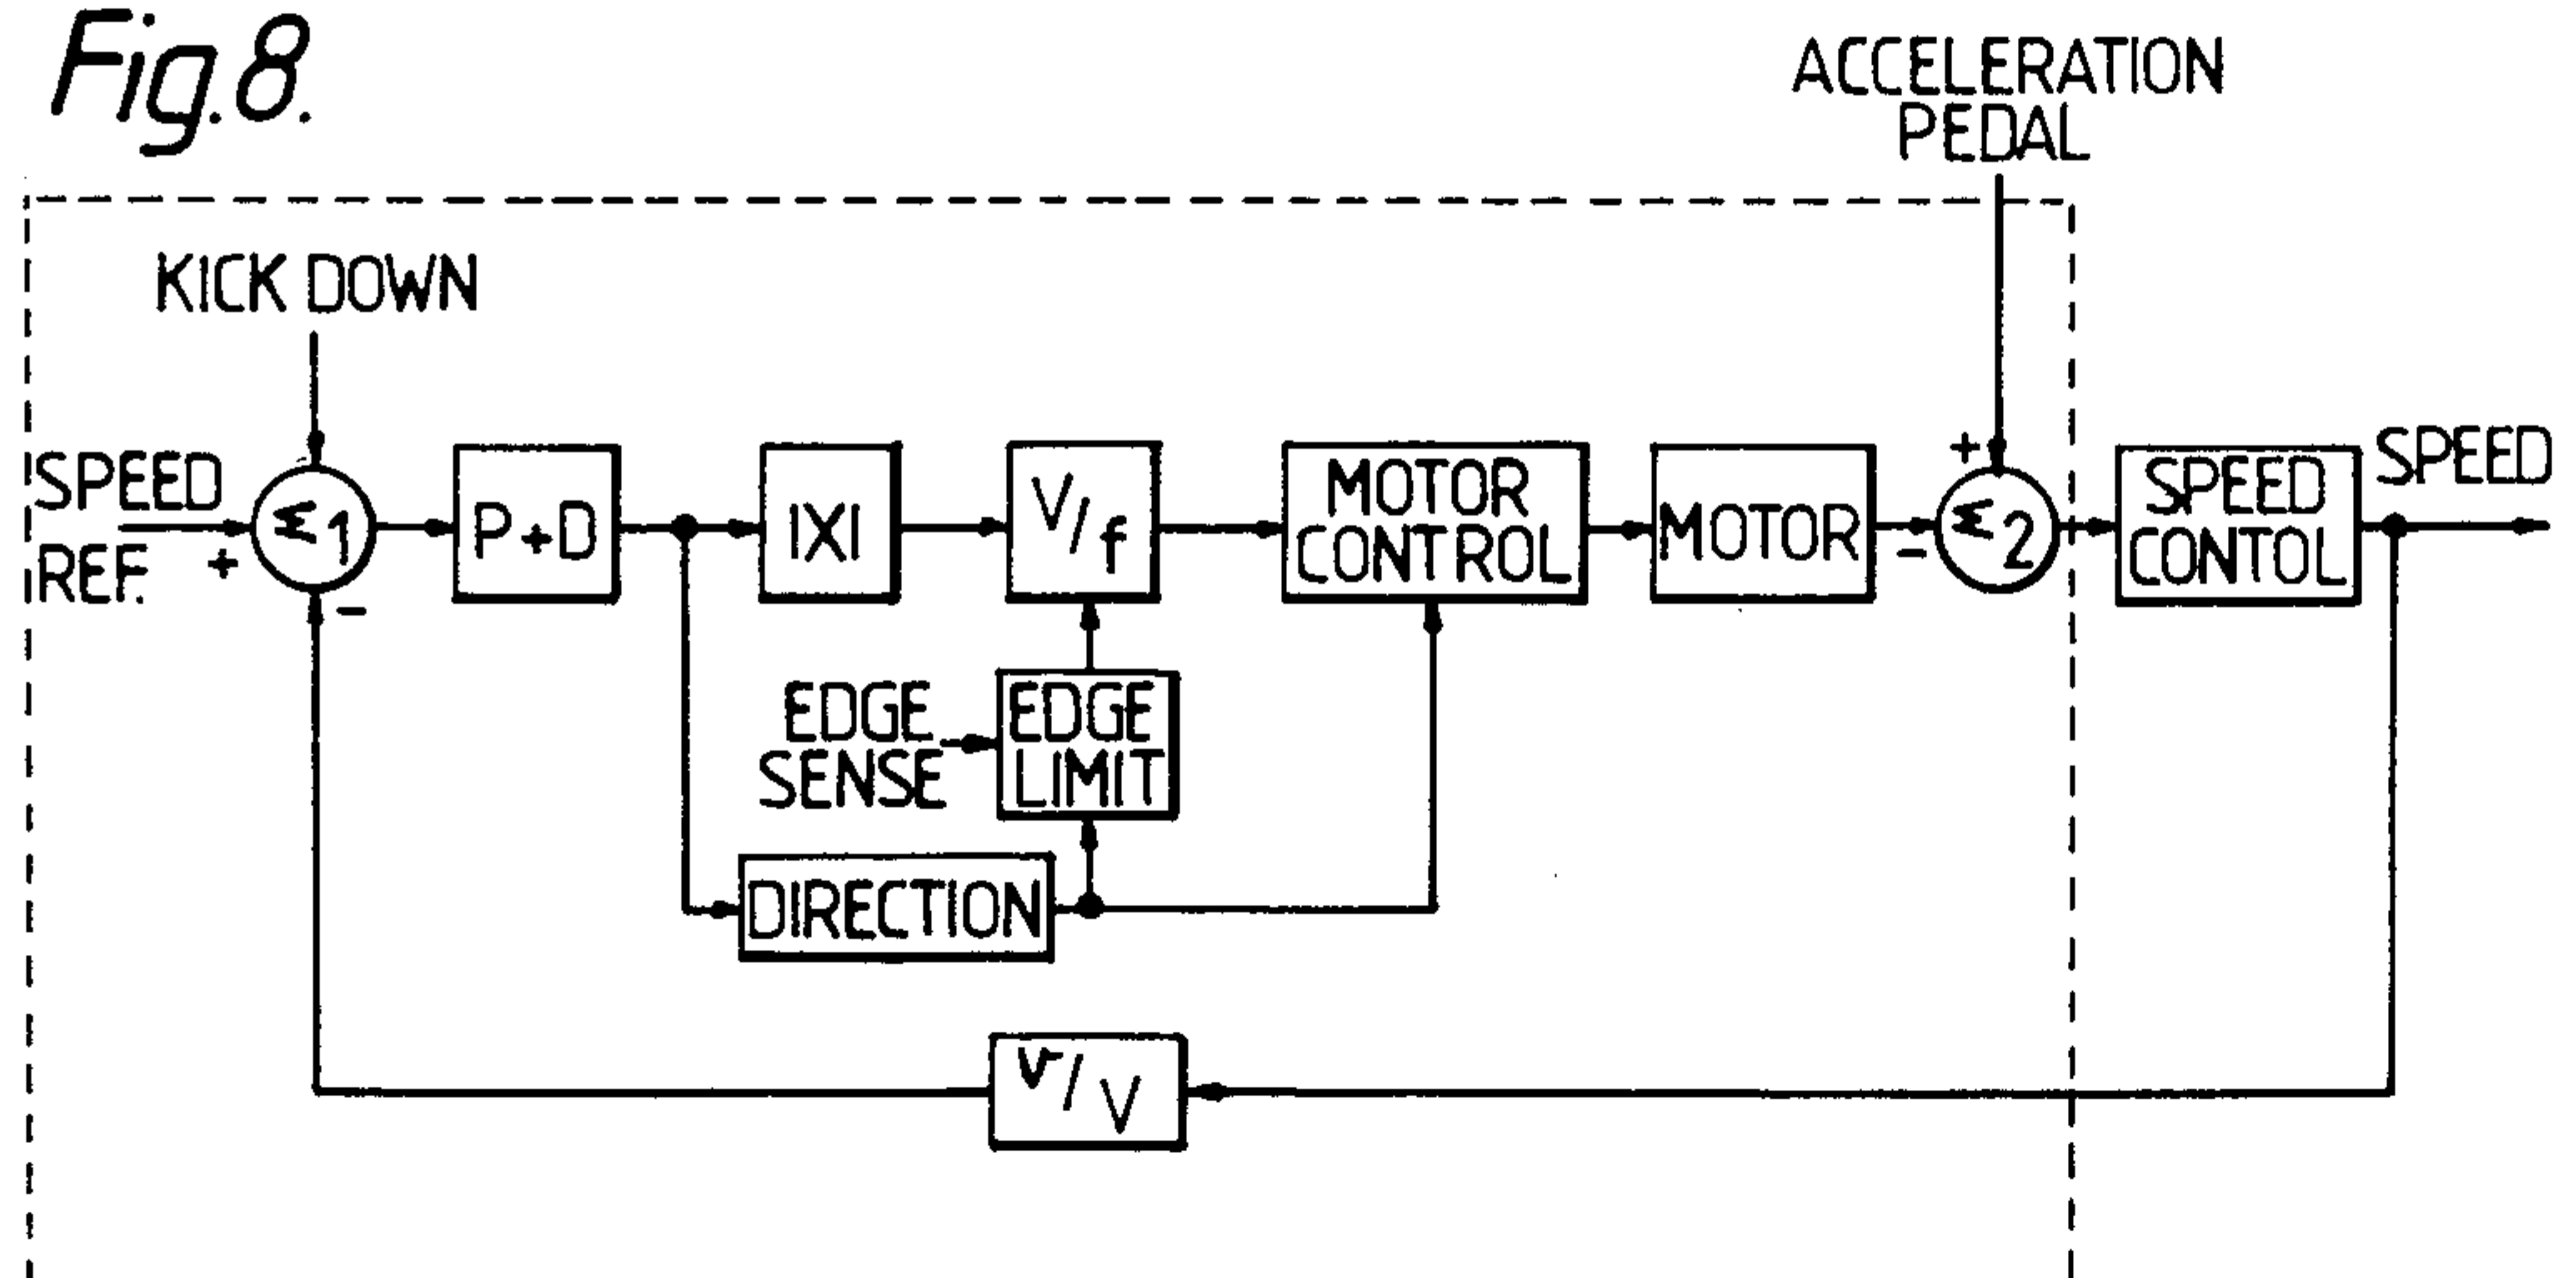 Fig.8.
ACCELERATION
PEDAL
KICK DOWN
SPEED
REF.
+
-
Σ1
P+D
|X|
V/f
MOTOR
CONTROL
MOTOR
+
-
Σ2
SPEED
CONTOL
SPEED
EDGE
SENSE
EDGE
LIMIT
DIRECTION
v/V